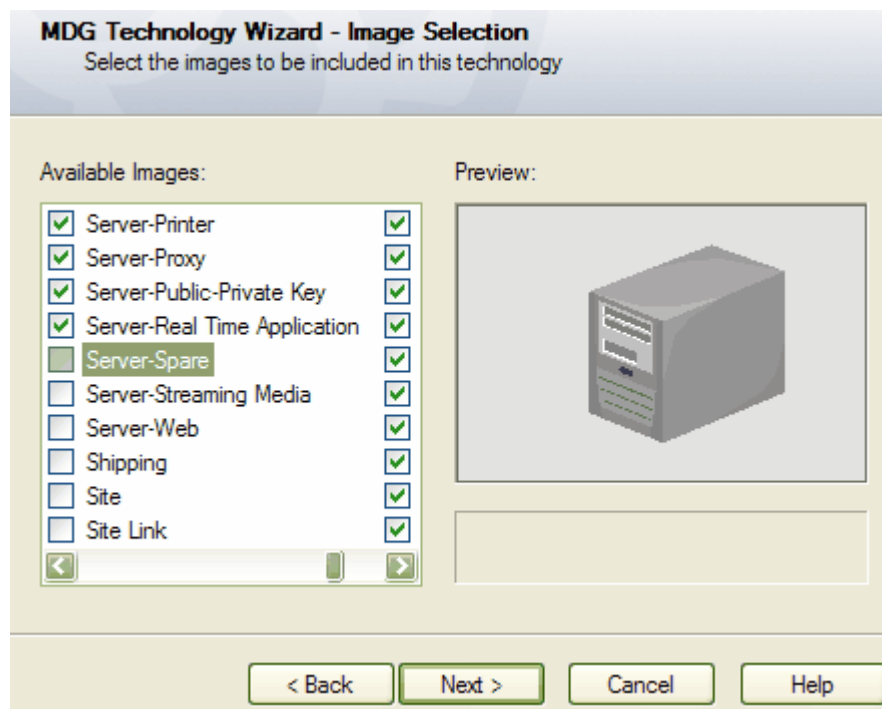 MDG Technology Wizard - Image Selection
Select the images to be included in this technology
Available Images:
Preview:
Server-Printer
Server-Proxy
Server-Public-Private Key
Server-Real Time Application
Server-Spare
Server-Streaming Media
Server-Web
Shipping
Site
Site Link
< Back
Next >
Cancel
Help